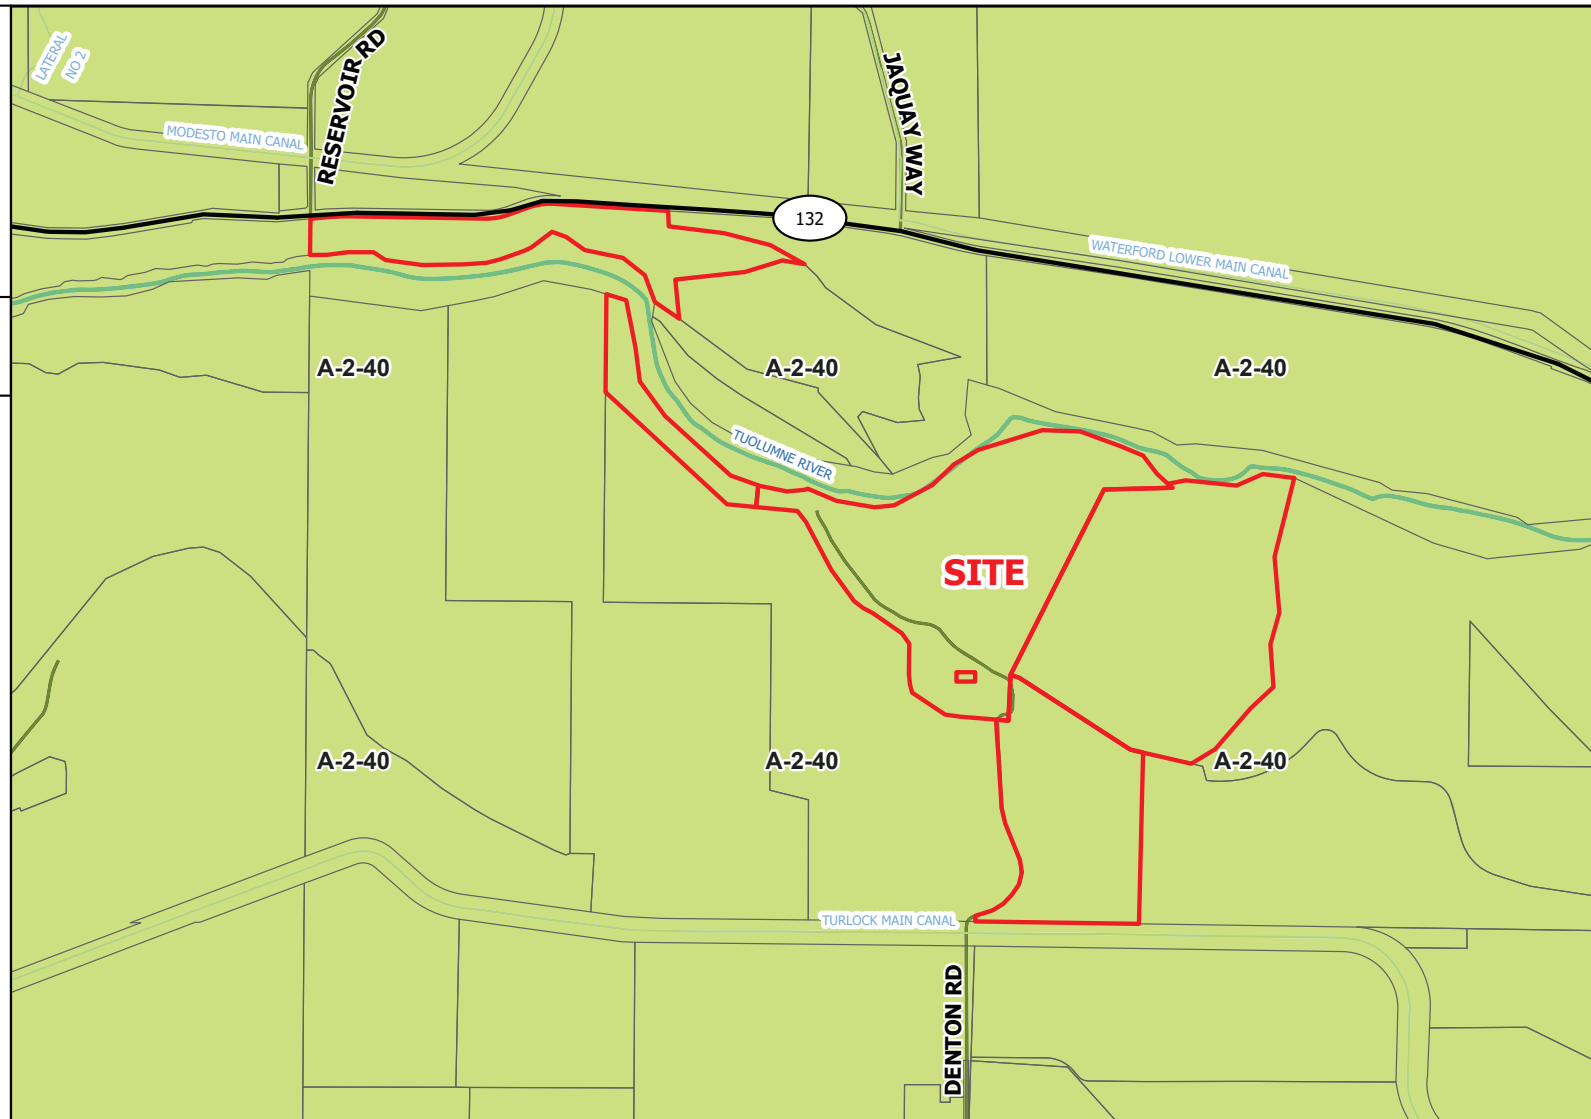 LATERAL
NO 2
RESERVOIR RD
JAQUAY WAY
MODESTO MAIN CANAL
132
WATERFORD LOWER MAIN CANAL
A-2-40
A-2-40
A-2-40
TUOLUMNE RIVER
SITE
A-2-40
A-2-40
A-2-40
TURLOCK MAIN CANAL
DENTON RD